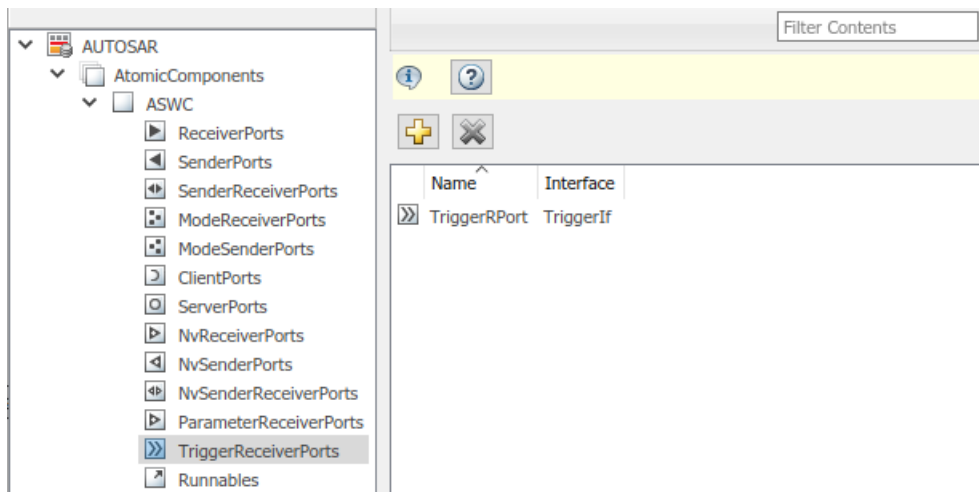 Filter Contents
AUTOSAR
AtomicComponents
ASWC
ReceiverPorts
SenderPorts
SenderReceiverPorts
ModeReceiverPorts
ModeSenderPorts
ClientPorts
ServerPorts
NvReceiverPorts
NvSenderPorts
NvSenderReceiverPorts
ParameterReceiverPorts
TriggerReceiverPorts
Runnables
Name Interface
TriggerRPort TriggerIf